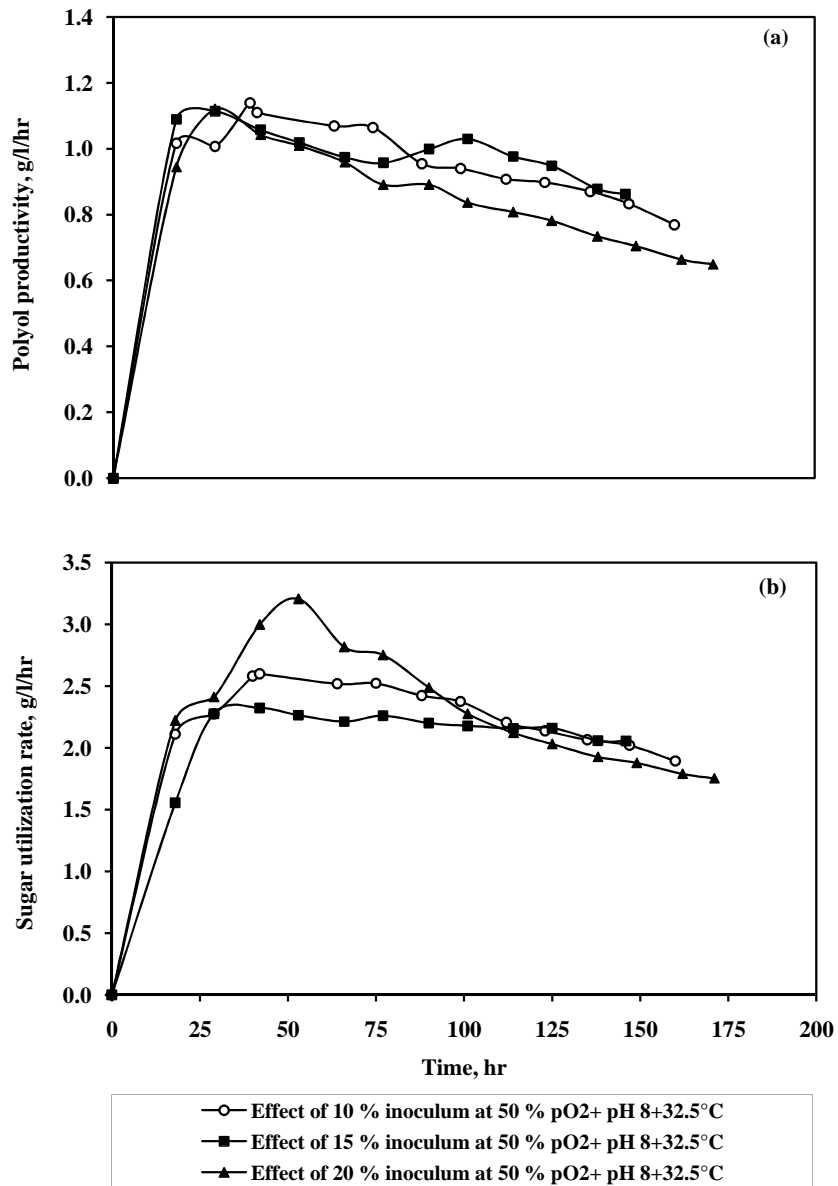 1.4
(a)
1.2
1.0
0.8
0.6
0.4
0.2
0.0
Polyol productivity, g/l/hr
3.5
(b)
3.0
2.5
2.0
1.5
1.0
0.5
0.0
Sugar utilization rate, g/l/hr
0 25 50 75 100 125 150 175 200
Time, hr
Effect of 10 % inoculum at 50 % pO2+ pH 8+32.5°C
Effect of 15 % inoculum at 50 % pO2+ pH 8+32.5°C
Effect of 20 % inoculum at 50 % pO2+ pH 8+32.5°C